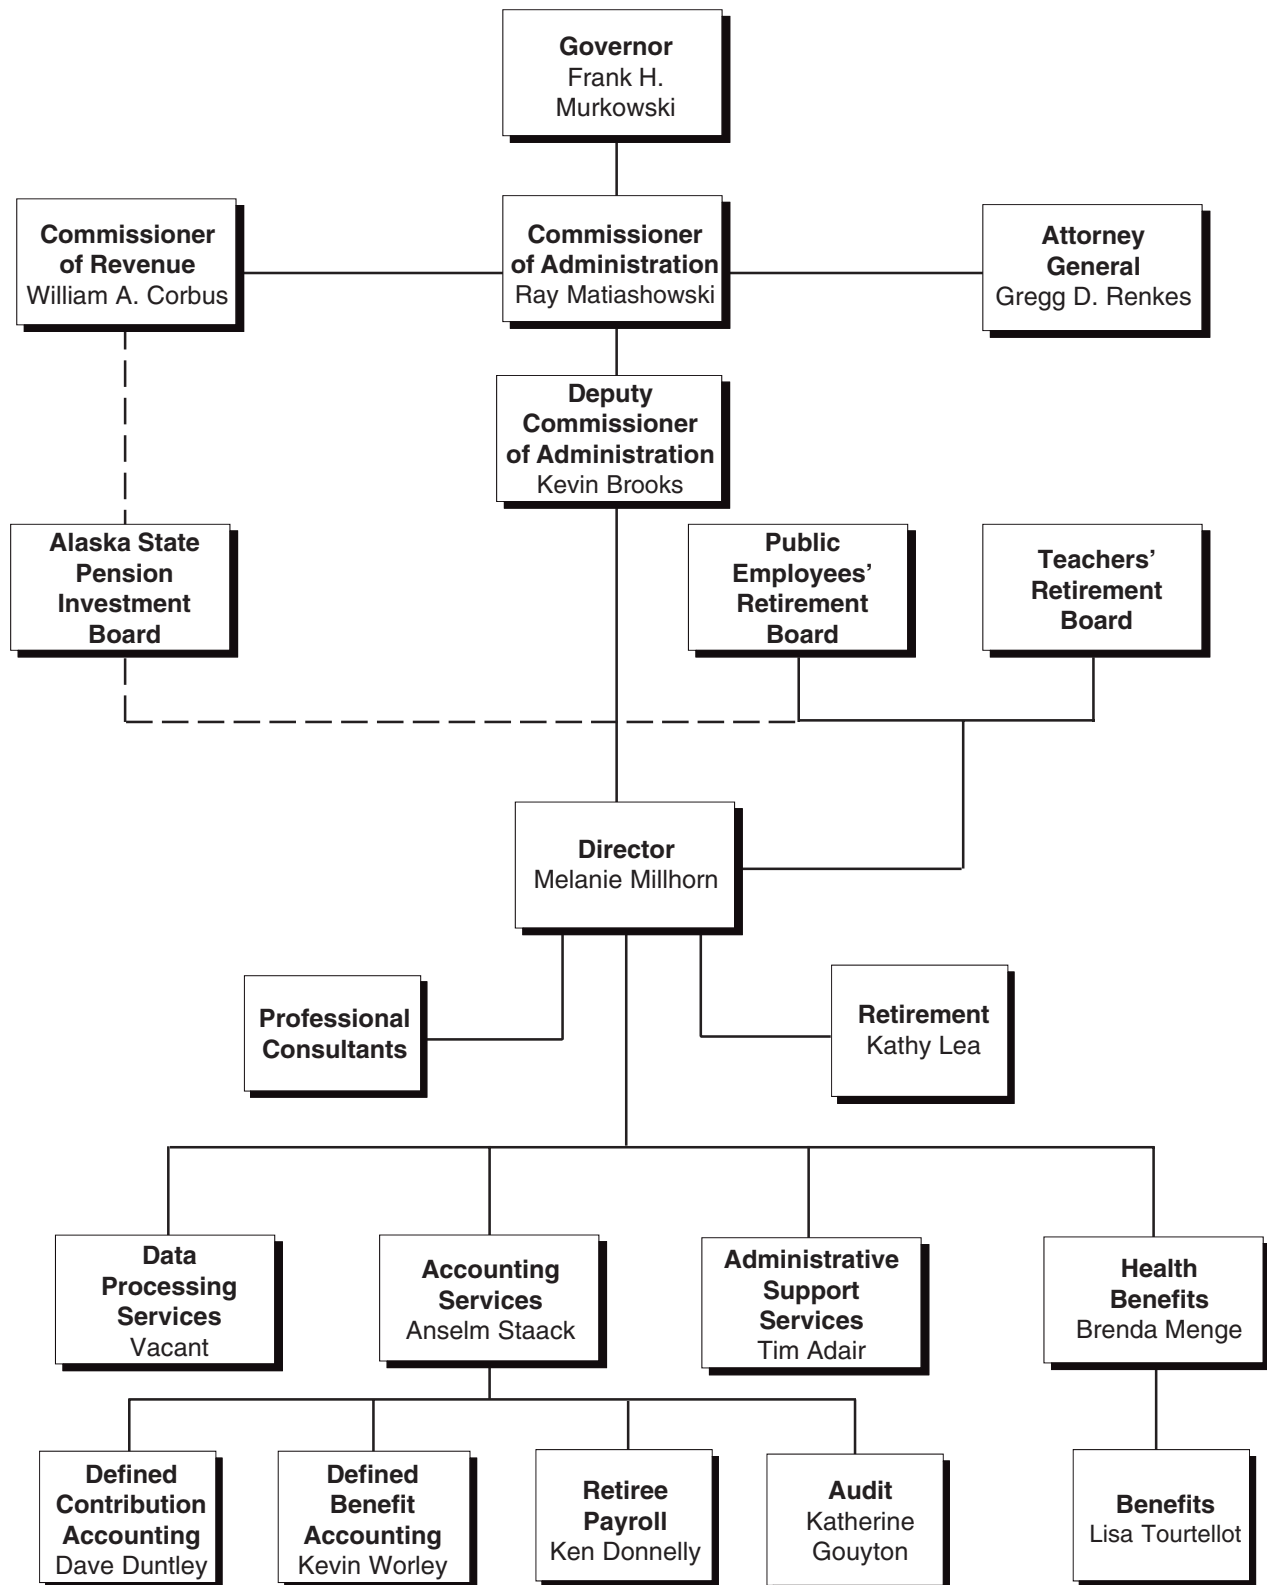 Governor
Frank H.
Murkowski
Commissioner
of Revenue
William A. Corbus
Commissioner
of Administration
Ray Matiashowski
Attorney
General
Gregg D. Renkes
Deputy
Commissioner
of Administration
Kevin Brooks
Alaska State
Pension
Investment
Board
Public
Employees’
Retirement
Board
Teachers’
Retirement
Board
Director
Melanie Millhorn
Professional
Consultants
Retirement
Kathy Lea
Data
Processing
Services
Vacant
Accounting
Services
Anselm Staack
Administrative
Support
Services
Tim Adair
Health
Benefits
Brenda Menge
Defined
Contribution
Accounting
Dave Duntley
Defined
Benefit
Accounting
Kevin Worley
Retiree
Payroll
Ken Donnelly
Audit
Katherine
Gouyton
Benefits
Lisa Tourtellot